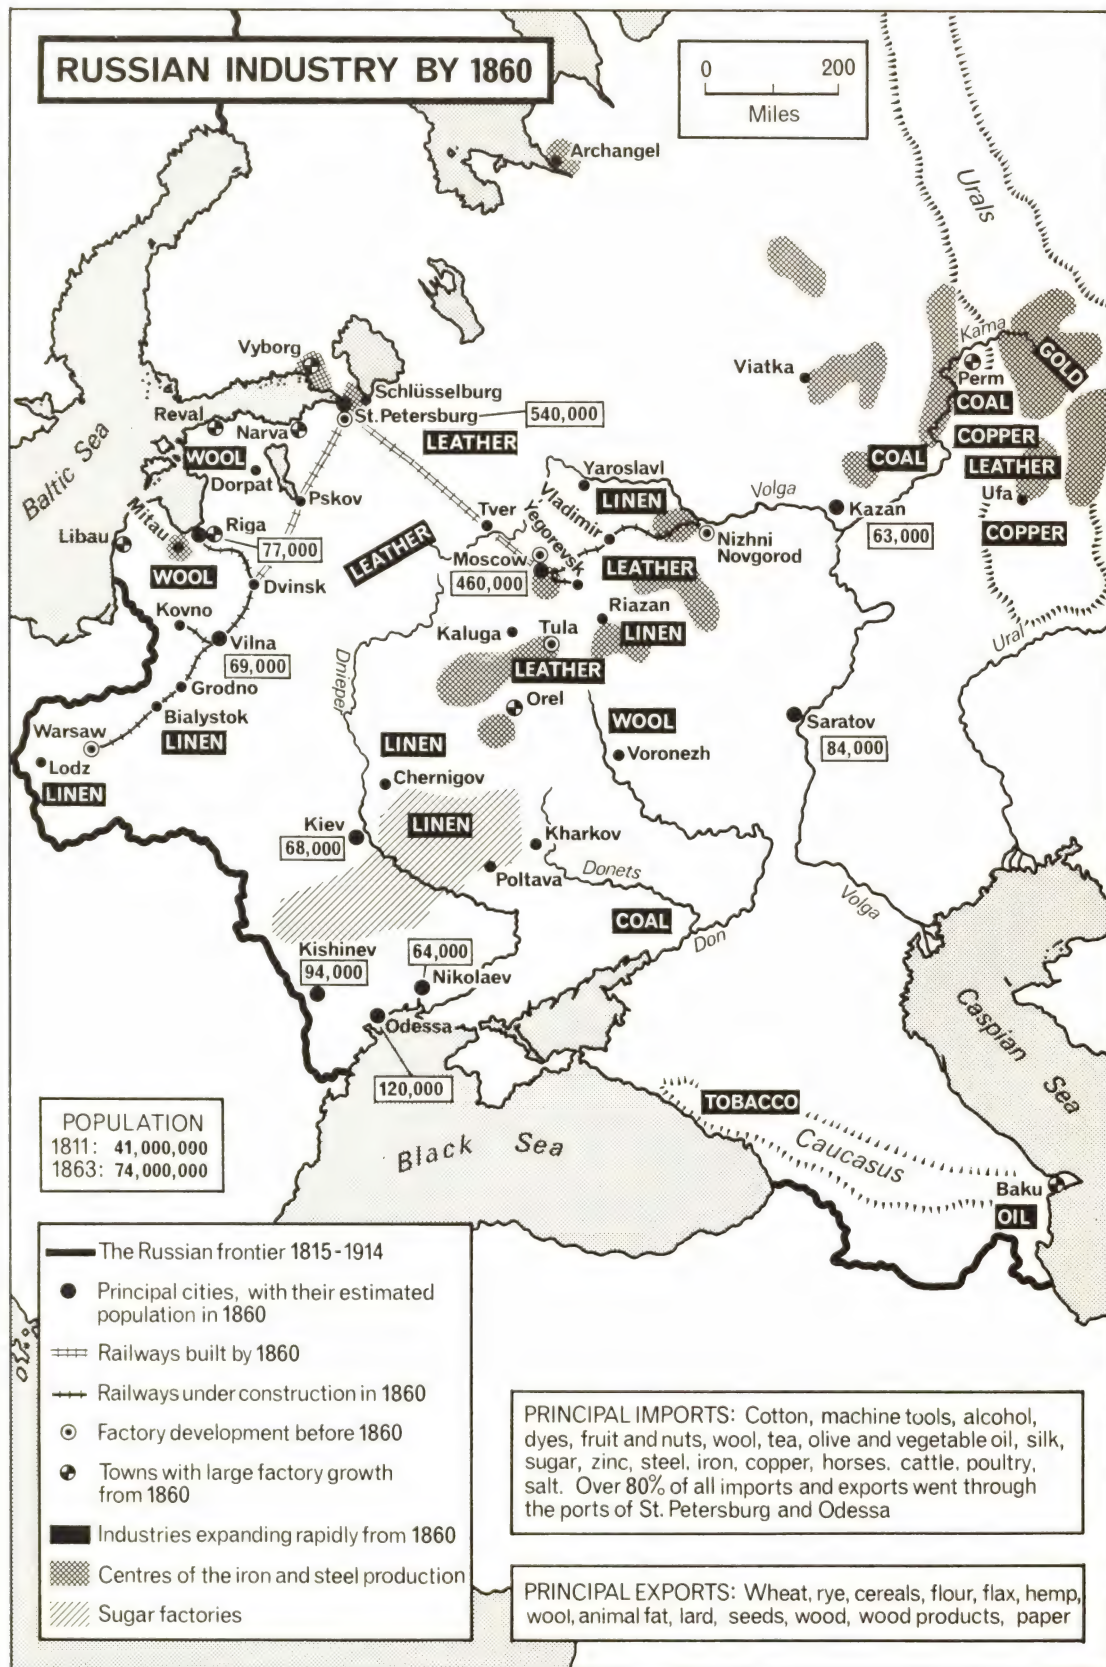 RUSSIAN INDUSTRY BY 1860
0 200
Miles
Archangel
Urals
Kama
GOLD
Perm
COAL
COPPER
LEATHER
Ufa
COPPER
Viatka
COAL
Vyborg
Schlüsselburg
St. Petersburg
540,000
LEATHER
Reval
Narva
WOOL
Dorpat
Pskov
Baltic Sea
Mitau
Riga
77,000
Libau
WOOL
Dvinsk
Kovno
Vilna
69,000
Grodno
Bialystok
LINEN
Warsaw
Lodz
LINEN
Yaroslavl
LINEN
Volga
Kazan
63,000
Tver
Vladimir
Yegorevsk
Nizhni
Novgorod
LEATHER
Moscow
460,000
LEATHER
Riazan
LINEN
Kaluga
Tula
LEATHER
Orel
Dnieper
WOOL
Voronezh
Saratov
84,000
Ural
LINEN
Chernigov
LINEN
Kiev
68,000
Kharkov
Poltava
Donets
COAL
Don
Volga
Kishinev
94,000
64,000
Nikolaev
Odessa
120,000
Caspian Sea
TOBACCO
Caucasus
Black Sea
Baku
OIL
POPULATION
1811: 41,000,000
1863: 74,000,000
The Russian frontier 1815-1914
Principal cities, with their estimated
population in 1860
Railways built by 1860
Railways under construction in 1860
Factory development before 1860
Towns with large factory growth
from 1860
Industries expanding rapidly from 1860
Centres of the iron and steel production
Sugar factories
PRINCIPAL IMPORTS: Cotton, machine tools, alcohol,
dyes, fruit and nuts, wool, tea, olive and vegetable oil, silk,
sugar, zinc, steel, iron, copper, horses, cattle, poultry,
salt. Over 80% of all imports and exports went through
the ports of St. Petersburg and Odessa
PRINCIPAL EXPORTS: Wheat, rye, cereals, flour, flax, hemp,
wool, animal fat, lard, seeds, wood, wood products, paper